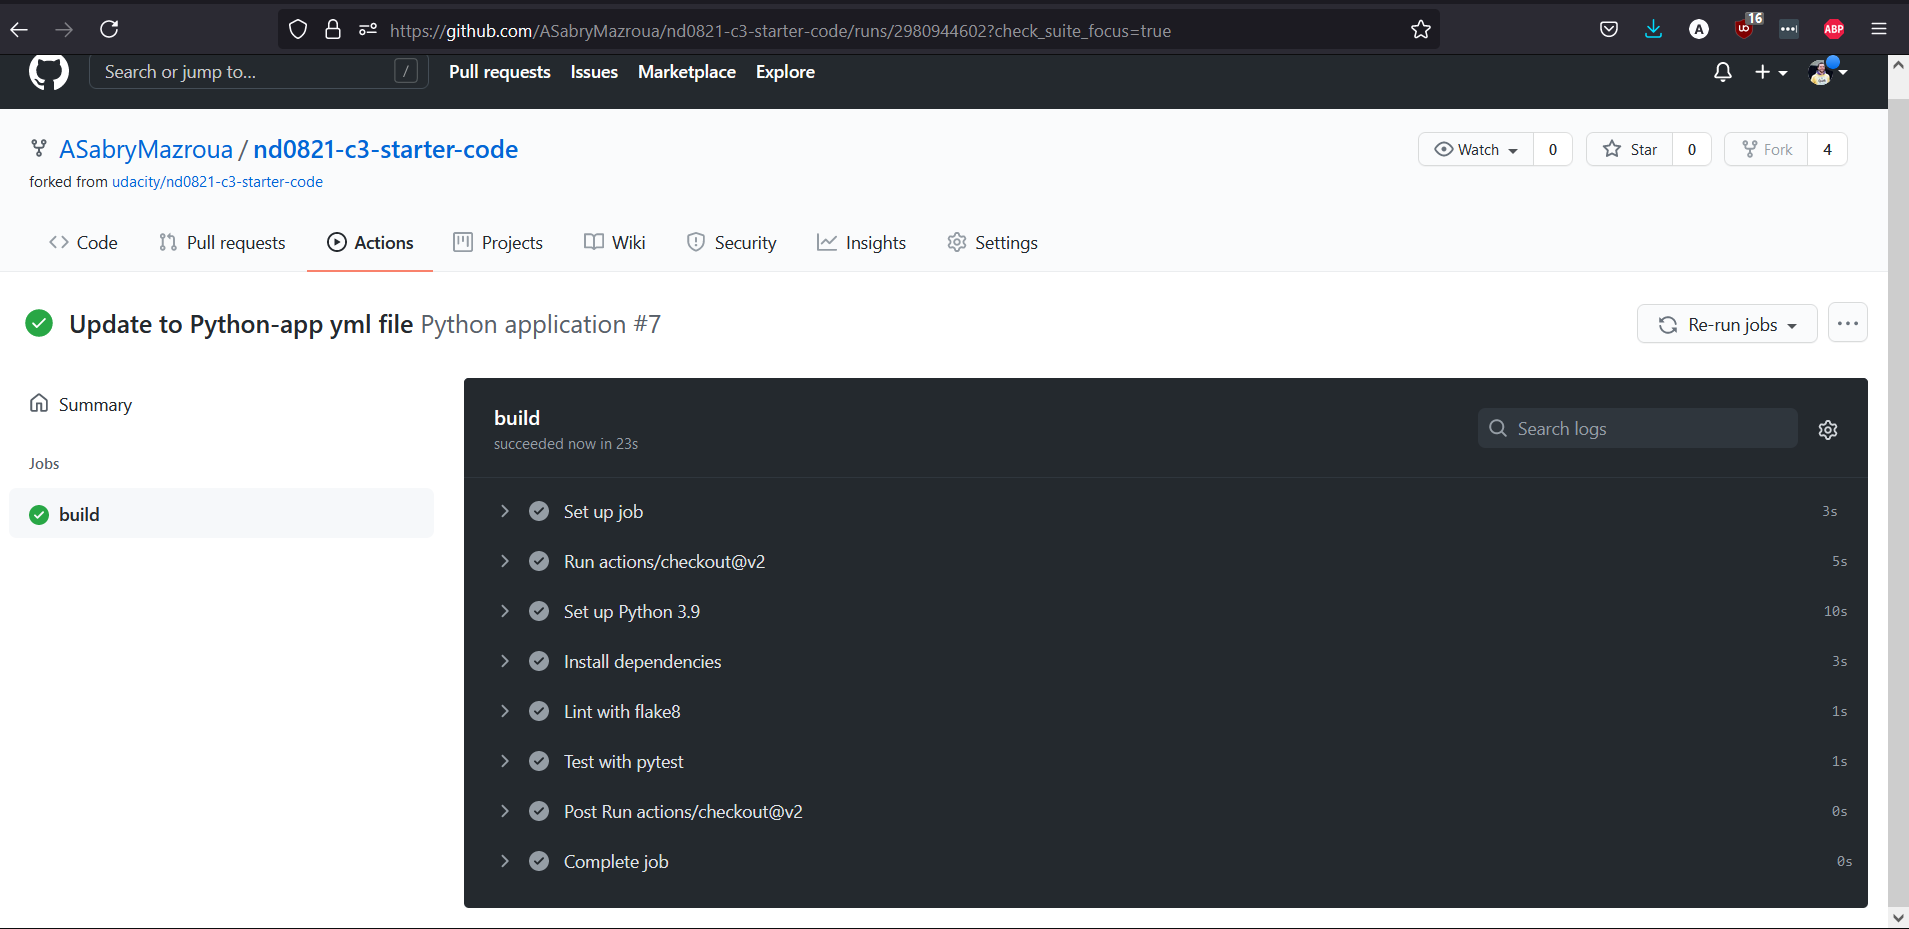 https://github.com/ASabryMazroua/nd0821-c3-starter-code/runs/2980944602?check_suite_focus=true
16
A
UO
ABP
Search or jump to...
/
Pull requests Issues Marketplace Explore
ASabryMazroua / nd0821-c3-starter-code
Watch 0
Star 0
Fork 4
forked from udacity/nd0821-c3-starter-code
Code Pull requests Actions Projects Wiki Security Insights Settings
Update to Python-app yml file Python application #7
Re-run jobs
Summary
Jobs
build
build
succeeded now in 23s
Search logs
Set up job 3s
Run actions/checkout@v2 5s
Set up Python 3.9 10s
Install dependencies 3s
Lint with flake8 1s
Test with pytest 1s
Post Run actions/checkout@v2 0s
Complete job 0s